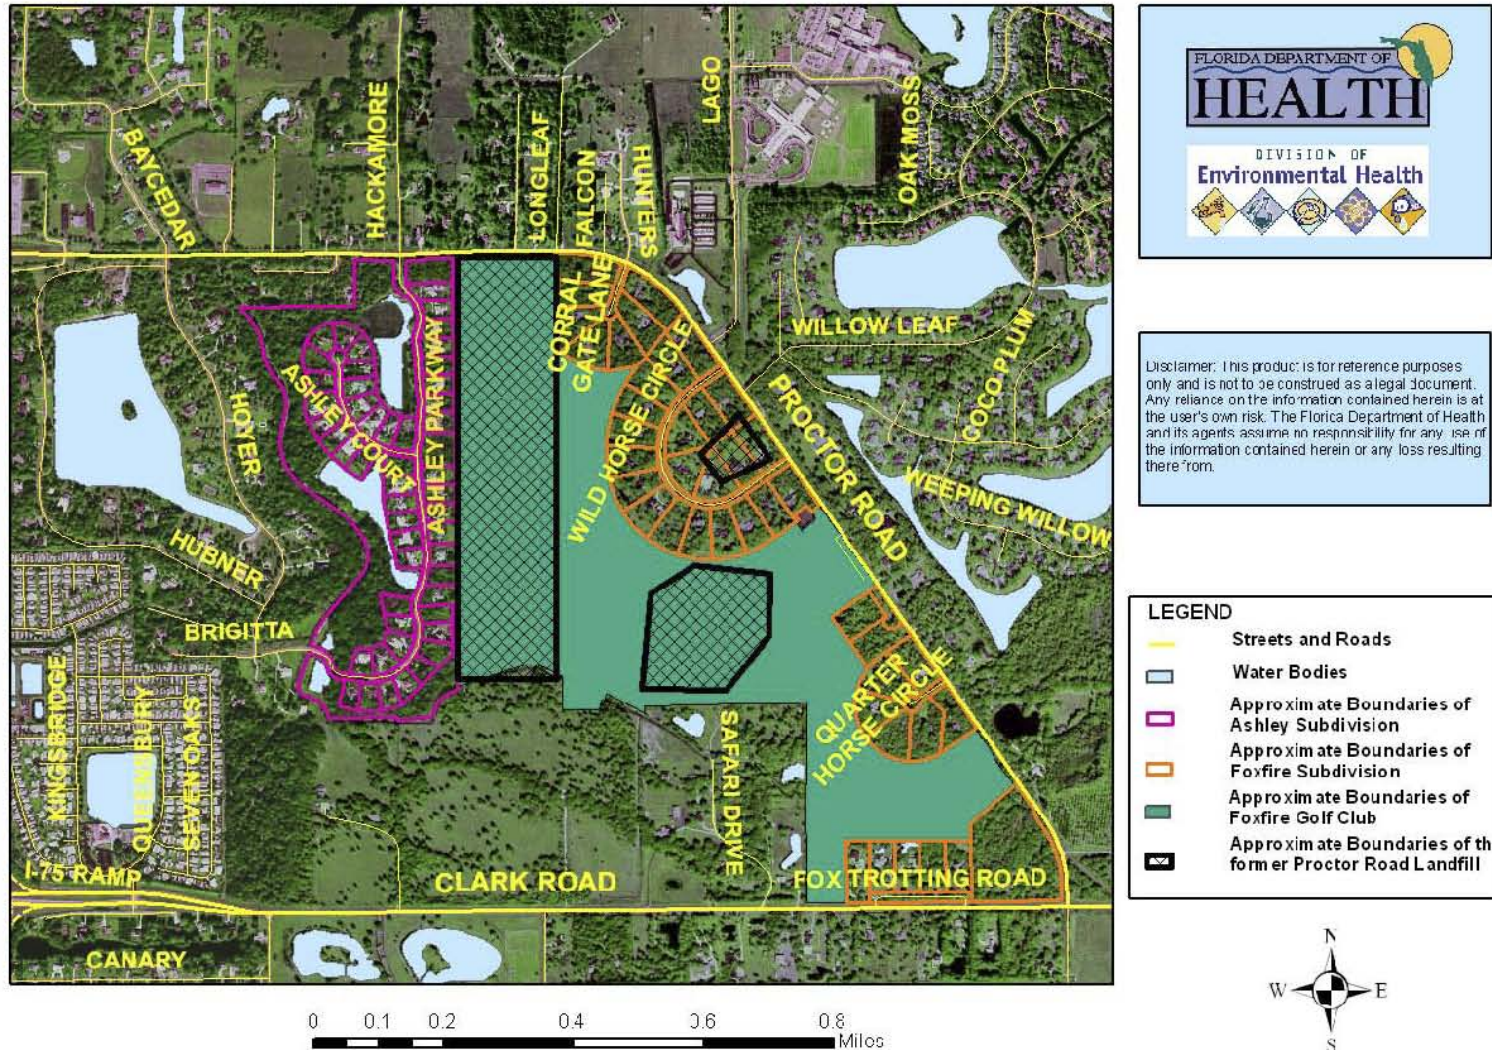 BAYCEDAR
HACKAMORE
LONGLEAF
FALCON
HUNTERS
LAGO
OAK MOSS
CORRAL
GATE LANE
WILLOW LEAF
COCO PLUM
WEEPING WILLOW
PROCTOR ROAD
WILD HORSE CIRCLE
ASHLEY PARKWAY
ASHLEY COURT
HOYER
HUBNER
BRIGITTA
KINGSBRIDGE
QUEENSBURY
SEVEN OAKS
SAFARI DRIVE
QUARTER
HORSE CIRCLE
I-75 RAMP
CLARK ROAD
FOX TROTTING ROAD
CANARY
0 0.1 0.2 0.4 0.6 0.8
Miles
FLORIDA DEPARTMENT OF
HEALTH
DIVISION OF
Environmental Health
Disclaimer: This product is for reference purposes
only and is not to be construed as a legal document.
Any reliance on the information contained herein is at
the user's own risk. The Florida Department of Health
and its agents assume no responsibility for any use of
the information contained herein or any loss resulting
there from.
LEGEND
Streets and Roads
Water Bodies
Approximate Boundaries of
Ashley Subdivision
Approximate Boundaries of
Foxfire Subdivision
Approximate Boundaries of
Foxfire Golf Club
Approximate Boundaries of th
former Proctor Road Landfill
N
W E
S